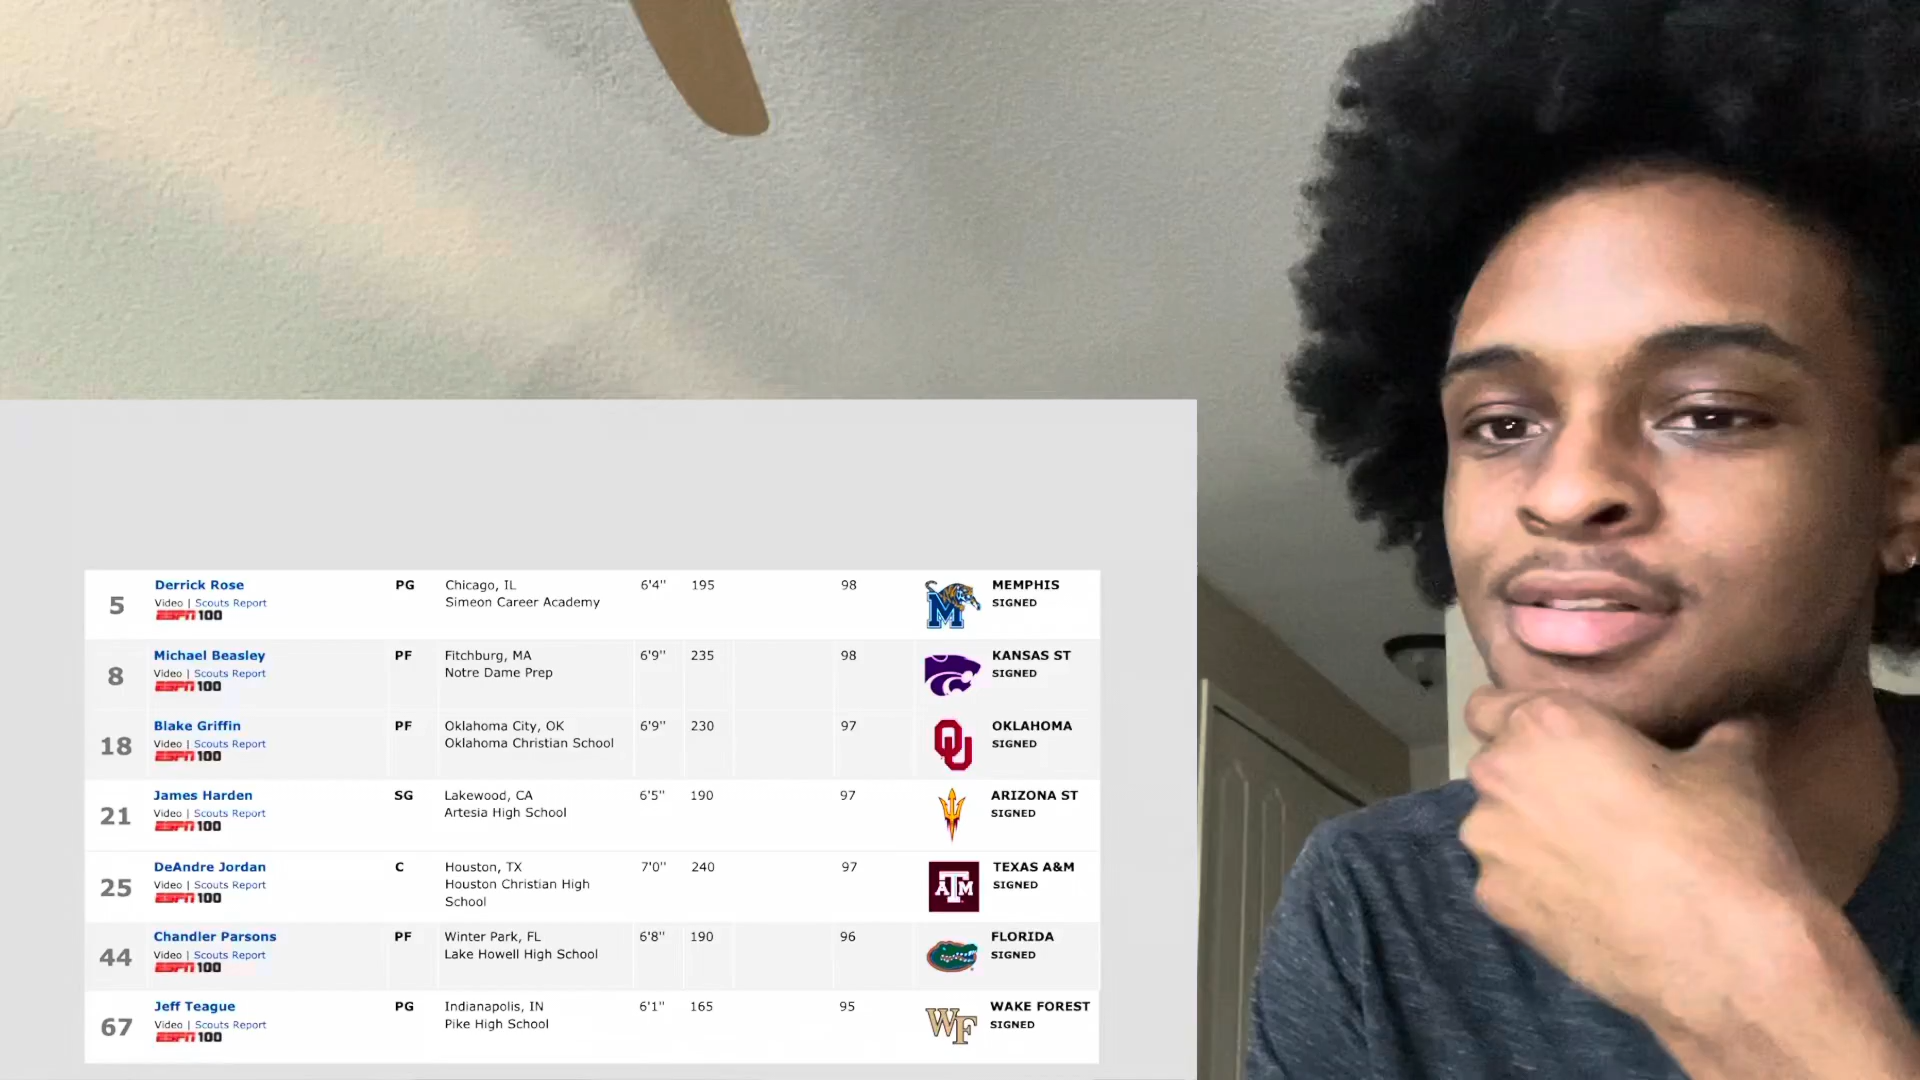 5 Derrick Rose PG Chicago, IL 6'4" 195 98 MEMPHIS
Video | Scouts Report Simeon Career Academy SIGNED
ESPN 100
8 Michael Beasley PF Fitchburg, MA 6'9" 235 98 KANSAS ST
Video | Scouts Report Notre Dame Prep SIGNED
ESPN 100
18 Blake Griffin PF Oklahoma City, OK 6'9" 230 97 OKLAHOMA
Video | Scouts Report Oklahoma Christian School SIGNED
ESPN 100
21 James Harden SG Lakewood, CA 6'5" 190 97 ARIZONA ST
Video | Scouts Report Artesia High School SIGNED
ESPN 100
25 DeAndre Jordan C Houston, TX 7'0" 240 97 TEXAS A&M
Video | Scouts Report Houston Christian High SIGNED
ESPN 100 School
44 Chandler Parsons PF Winter Park, FL 6'8" 190 96 FLORIDA
Video | Scouts Report Lake Howell High School SIGNED
ESPN 100
67 Jeff Teague PG Indianapolis, IN 6'1" 165 95 WAKE FOREST
Video | Scouts Report Pike High School SIGNED
ESPN 100
M
OU
ATM
WF